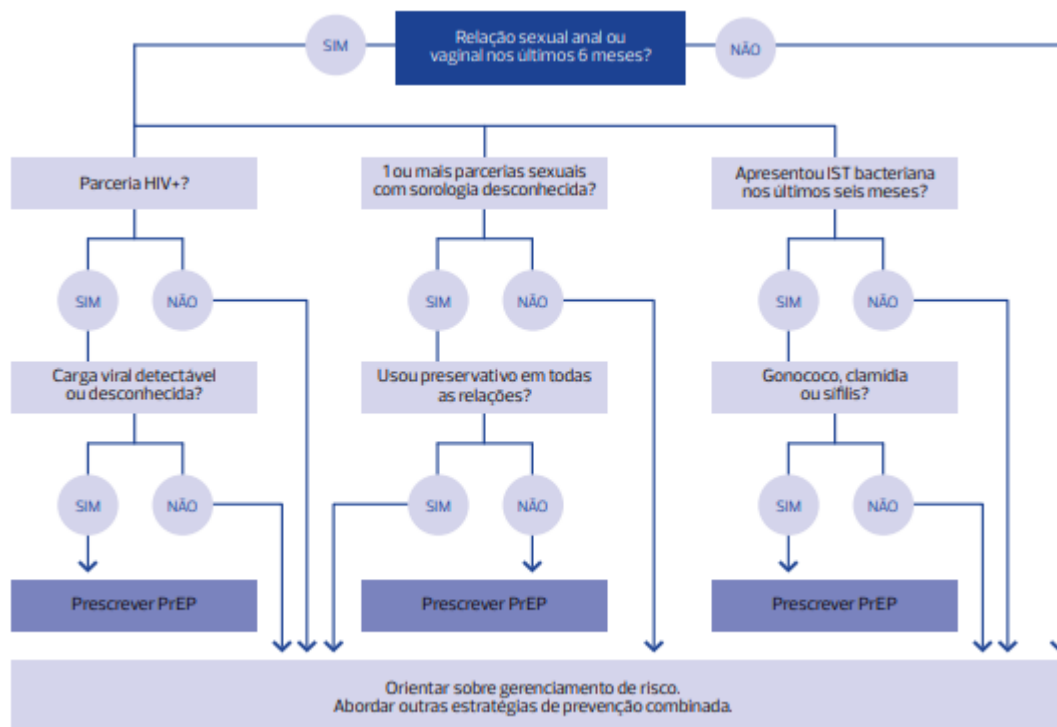 Relação sexual anal ou
vaginal nos últimos 6 meses?
SIM
NÃO
Parceria HIV+?
1 ou mais parcerias sexuais
com sorologia desconhecida?
Apresentou IST bacteriana
nos últimos seis meses?
SIM
NÃO
SIM
NÃO
SIM
NÃO
Carga viral detectável
ou desconhecida?
Usou preservativo em todas
as relações?
Gonococo, clamídia
ou sífilis?
SIM
NÃO
SIM
NÃO
SIM
NÃO
Prescrever PrEP
Prescrever PrEP
Prescrever PrEP
Orientar sobre gerenciamento de risco.
Abordar outras estratégias de prevenção combinada.